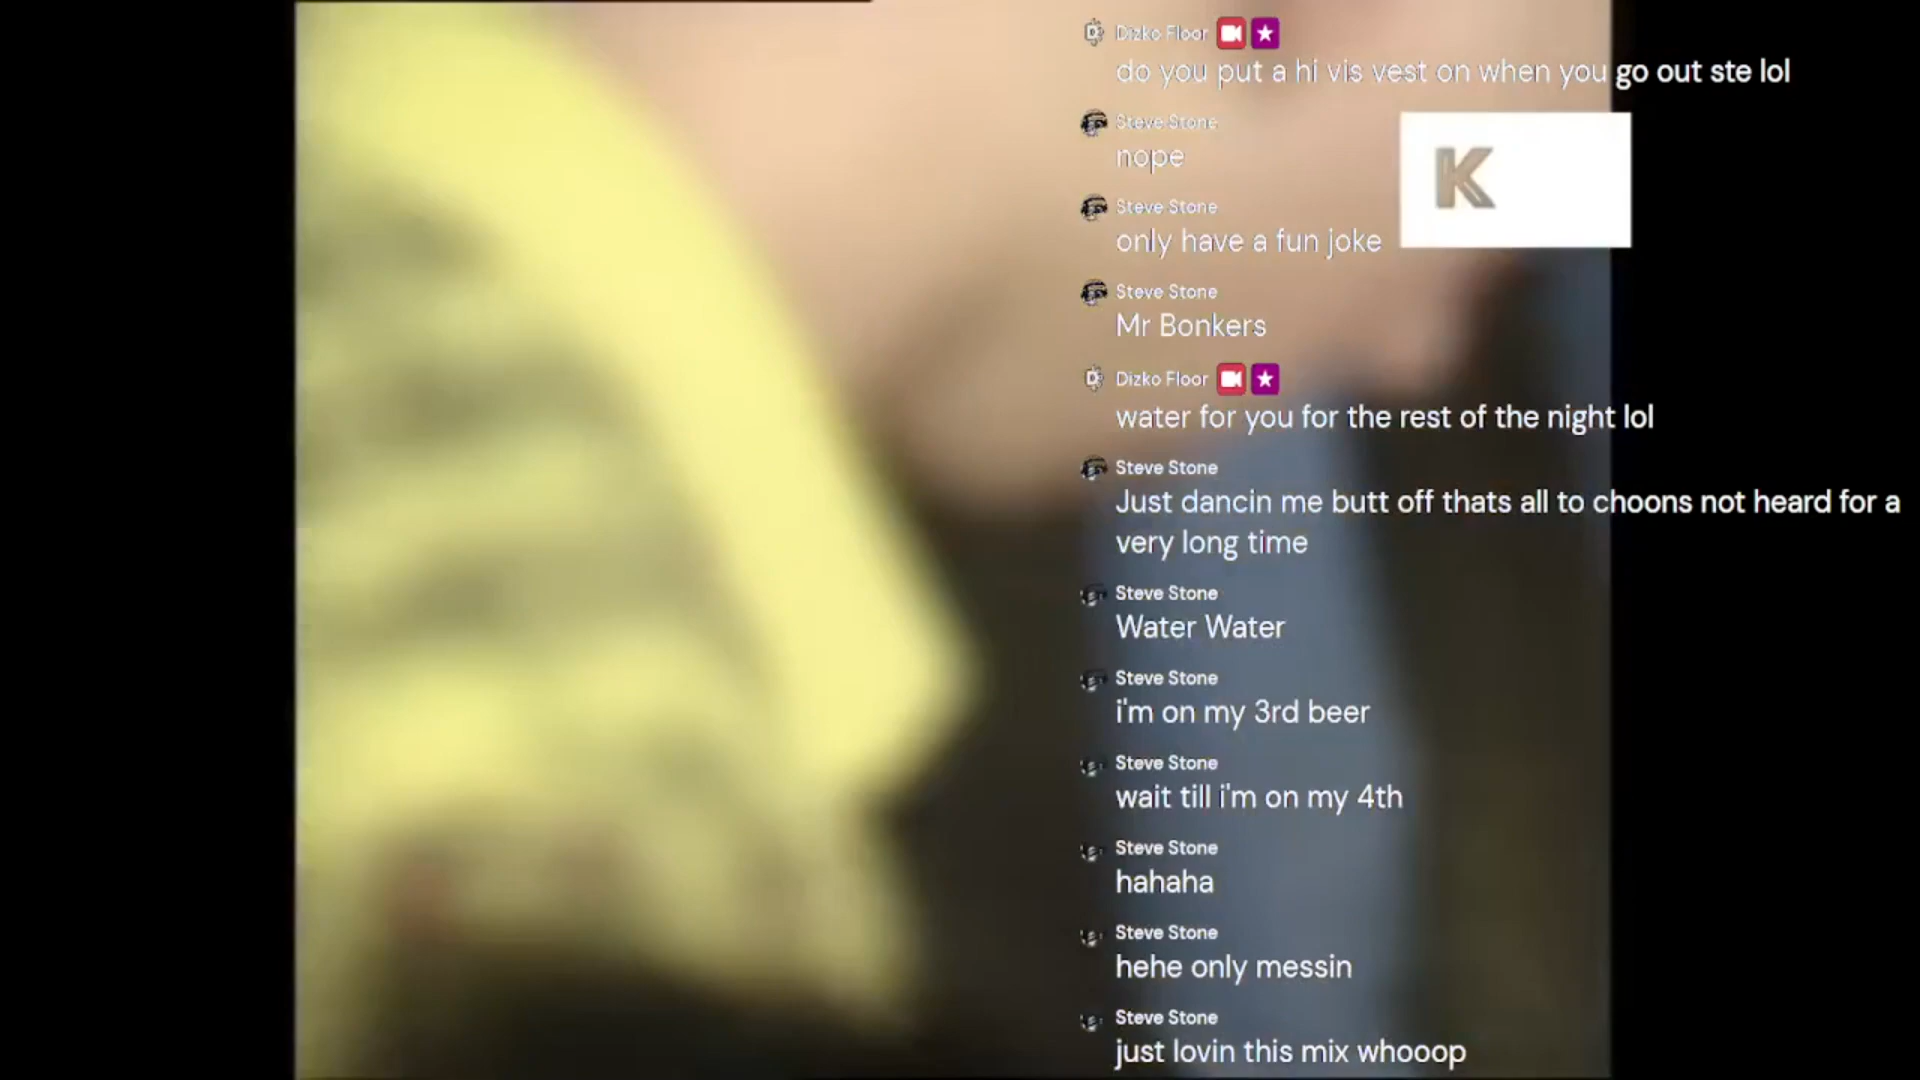 Dizko Floor
do you put a hi vis vest on when you go out ste lol
Steve Stone
nope
Steve Stone
only have a fun joke
K
Steve Stone
Mr Bonkers
Dizko Floor
water for you for the rest of the night lol
Steve Stone
Just dancin me butt off thats all to choons not heard for a
very long time
Steve Stone
Water Water
Steve Stone
i'm on my 3rd beer
Steve Stone
wait till i'm on my 4th
Steve Stone
hahaha
Steve Stone
hehe only messin
Steve Stone
just lovin this mix whooop